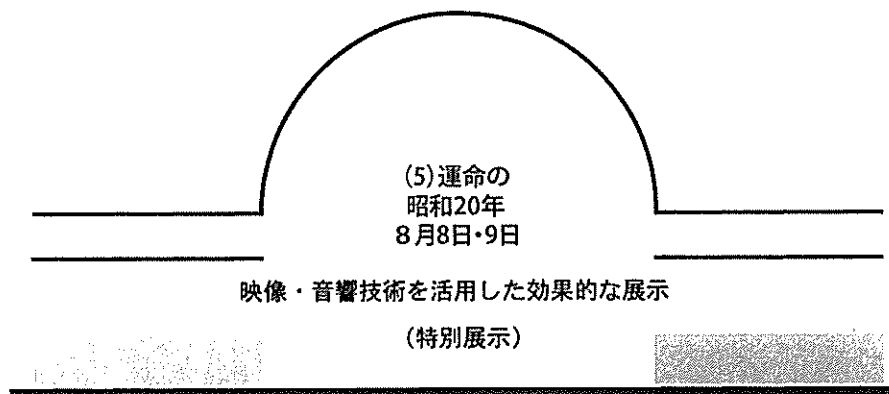 (5)運命の
昭和20年
８月8日・9日
映像・音響技術を活用した効果的な展示
（特別展示）